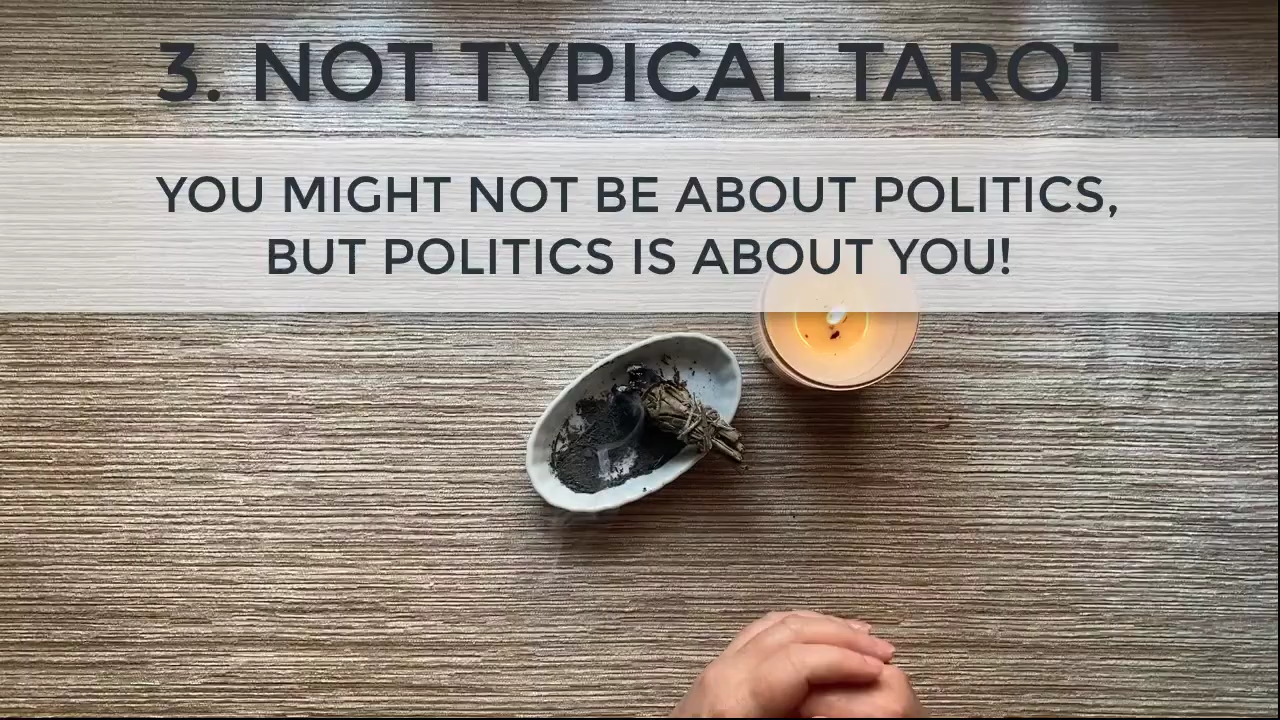 3. NOT TYPICAL TAROT
YOU MIGHT NOT BE ABOUT POLITICS,
BUT POLITICS IS ABOUT YOU!